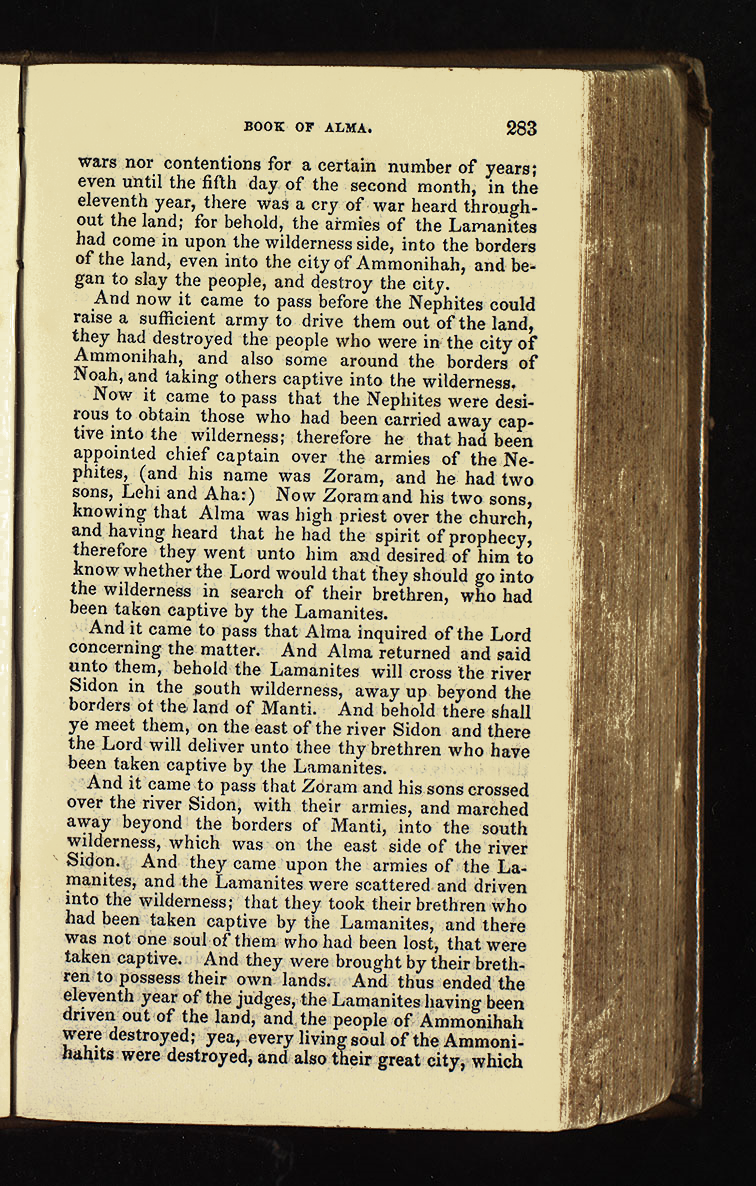 BOOK OF ALMA. 283
wars nor contentions for a certain number of years;
even until the fifth day of the second month, in the
eleventh year, there was a cry of war heard through-
out the land; for behold, the armies of the Lamanites
had come in upon the wilderness side, into the borders
of the land, even into the city of Ammonihah, and be-
gan to slay the people, and destroy the city.
And now it came to pass before the Nephites could
raise a sufficient army to drive them out of the land,
they had destroyed the people who were in the city of
Ammonihah, and also some around the borders of
Noah, and taking others captive into the wilderness.
Now it came to pass that the Nephites were desi-
rous to obtain those who had been carried away cap-
tive into the wilderness; therefore he that had been
appointed chief captain over the armies of the Ne-
phites, (and his name was Zoram, and he had two
sons, Lehi and Aha:) Now Zoram and his two sons,
knowing that Alma was high priest over the church,
and having heard that he had the spirit of prophecy,
therefore they went unto him and desired of him to
know whether the Lord would that they should go into
the wilderness in search of their brethren, who had
been taken captive by the Lamanites.
And it came to pass that Alma inquired of the Lord
concerning the matter. And Alma returned and said
unto them, behold the Lamanites will cross the river
Sidon in the south wilderness, away up beyond the
borders of the land of Manti. And behold there shall
ye meet them, on the east of the river Sidon and there
the Lord will deliver unto thee thy brethren who have
been taken captive by the Lamanites.
And it came to pass that Zoram and his sons crossed
over the river Sidon, with their armies, and marched
away beyond the borders of Manti, into the south
wilderness, which was on the east side of the river
Sidon. And they came upon the armies of the La-
manites, and the Lamanites were scattered and driven
into the wilderness; that they took their brethren who
had been taken captive by the Lamanites, and there
was not one soul of them who had been lost, that were
taken captive. And they were brought by their breth-
ren to possess their own lands. And thus ended the
eleventh year of the judges, the Lamanites having been
driven out of the land, and the people of Ammonihah
were destroyed; yea, every living soul of the Ammoni-
hahits were destroyed, and also their great city, which